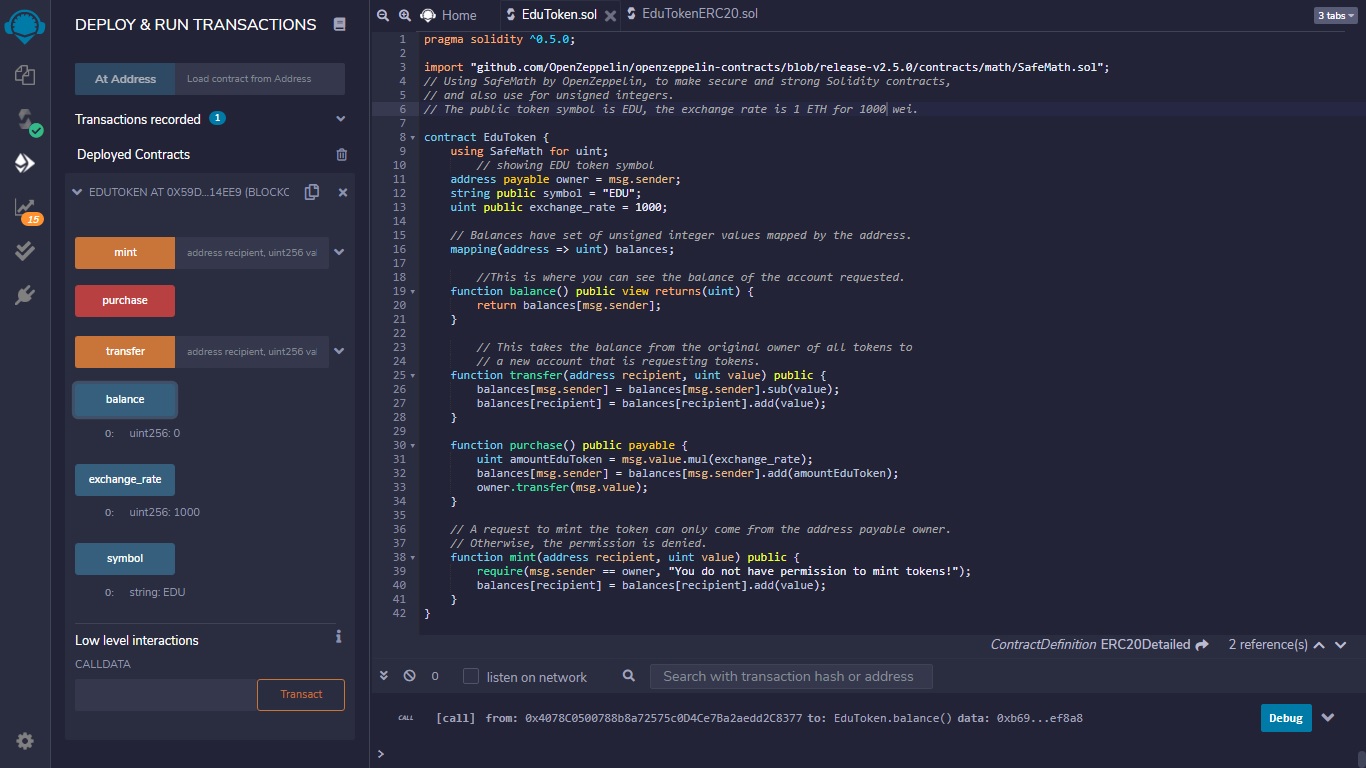 DEPLOY & RUN TRANSACTIONS
At Address
Load contract from Address
Transactions recorded 1
Deployed Contracts
EDUTOKEN AT 0X59D...14EE9 (BLOCKC
mint
address recipient, uint256 val
purchase
transfer
address recipient, uint256 val
balance
0: uint256: 0
exchange_rate
0: uint256: 1000
symbol
0: string: EDU
Low level interactions
CALLDATA
Transact
15
Home
EduToken.sol
EduTokenERC20.sol
3 tabs
1 pragma solidity ^0.5.0;
2
3 import "github.com/OpenZeppelin/openzeppelin-contracts/blob/release-v2.5.0/contracts/math/SafeMath.sol";
4 // Using SafeMath by OpenZeppelin, to make secure and strong Solidity contracts,
5 // and also use for unsigned integers.
6 // The public token symbol is EDU, the exchange rate is 1 ETH for 1000 wei.
7
8 contract EduToken {
9 using SafeMath for uint;
10 // showing EDU token symbol
11 address payable owner = msg.sender;
12 string public symbol = "EDU";
13 uint public exchange_rate = 1000;
14
15 // Balances have set of unsigned integer values mapped by the address.
16 mapping(address => uint) balances;
17
18 //This is where you can see the balance of the account requested.
19 function balance() public view returns(uint) {
20 return balances[msg.sender];
21 }
22
23 // This takes the balance from the original owner of all tokens to
24 // a new account that is requesting tokens.
25 function transfer(address recipient, uint value) public {
26 balances[msg.sender] = balances[msg.sender].sub(value);
27 balances[recipient] = balances[recipient].add(value);
28 }
29
30 function purchase() public payable {
31 uint amountEduToken = msg.value.mul(exchange_rate);
32 balances[msg.sender] = balances[msg.sender].add(amountEduToken);
33 owner.transfer(msg.value);
34 }
35
36 // A request to mint the token can only come from the address payable owner.
37 // Otherwise, the permission is denied.
38 function mint(address recipient, uint value) public {
39 require(msg.sender == owner, "You do not have permission to mint tokens!");
40 balances[recipient] = balances[recipient].add(value);
41 }
42 }
ContractDefinition ERC20Detailed 2 reference(s)
0 listen on network
Search with transaction hash or address
CALL [call] from: 0x4078C0500788b8a72575c0D4Ce7Ba2aedd2C8377 to: EduToken.balance() data: 0xb69...ef8a8
Debug
>